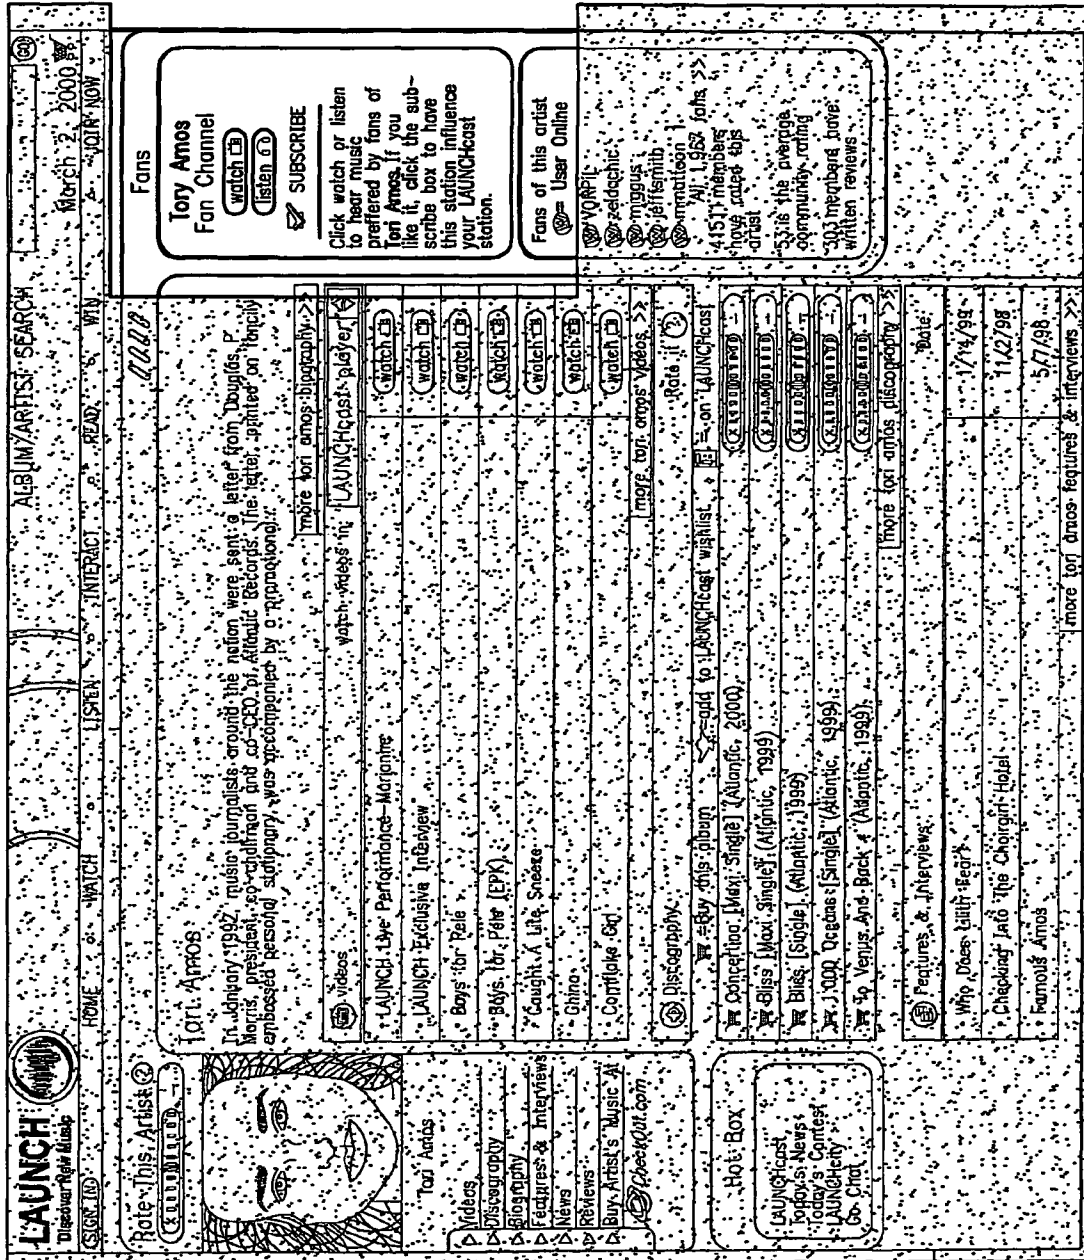 LAUNCH
Discover New Music
ALBUM/ARTIST SEARCH
GO
SIGN IN
HOME
WATCH
LISTEN
INTERACT
READ
WIN
JOIN NOW
March 2, 2000
Rate This Artist
Tori Amos
Videos
Discography
Biography
Features & Interviews
News
Reviews
Buy Artist's Music At
CheckOut.com
Hot Box
LAUNCHcast
Today's News
Today's Contest
LAUNCHcity
Go Chat
Tori Amos
In January 1992, music journalists around the nation were sent a letter from Douglas P.
Morris, president, co-chairman and co-CEO of Atlantic Records. The letter, printed on fancily
embossed personal stationary, was accompanied by a promotional...
more tori amos biography >>
videos
watch videos in:
LAUNCHcast player
LAUNCH Live Performance-Marianne
watch
LAUNCH Exclusive Interview
watch
Boys for Pele
watch
Boys for Pele [EPK]
watch
Caught A Lite Sneeze
watch
Ghino
watch
Cornflake Girl
watch
more tori amos videos >>
Discography
Rate it
=Buy this album
=add to LAUNCHcast wishlist
= on LAUNCHcast
Concertina [Maxi Single] (Atlantic, 2000)
Bliss [Maxi Single] (Atlantic, 1999)
Bliss [Single] (Atlantic, 1999)
1,000 Oceans [Single] (Atlantic, 1999)
To Venus And Back (Atlantic, 1999)
more tori amos discography >>
Features & Interviews
Date
Who Does Lilith Fear?
Checking Into the Choirgirl Hotel
11/2/98
Famous Amos
5/7/98
more tori amos features & interviews >>
Fans
Tory Amos
Fan Channel
watch
listen
SUBSCRIBE
Click watch or listen
to hear music
preffered by fans of
Tori Amos. If you
like it, click the sub-
scribe box to have
this station influence
your LAUNCHcast
station.
Fans of this artist
= User Online
zeldachic
miggus
jeffsmith
mmattoon1
members
have rated this
artist
53 is the average
community rating
303 members have
written reviews